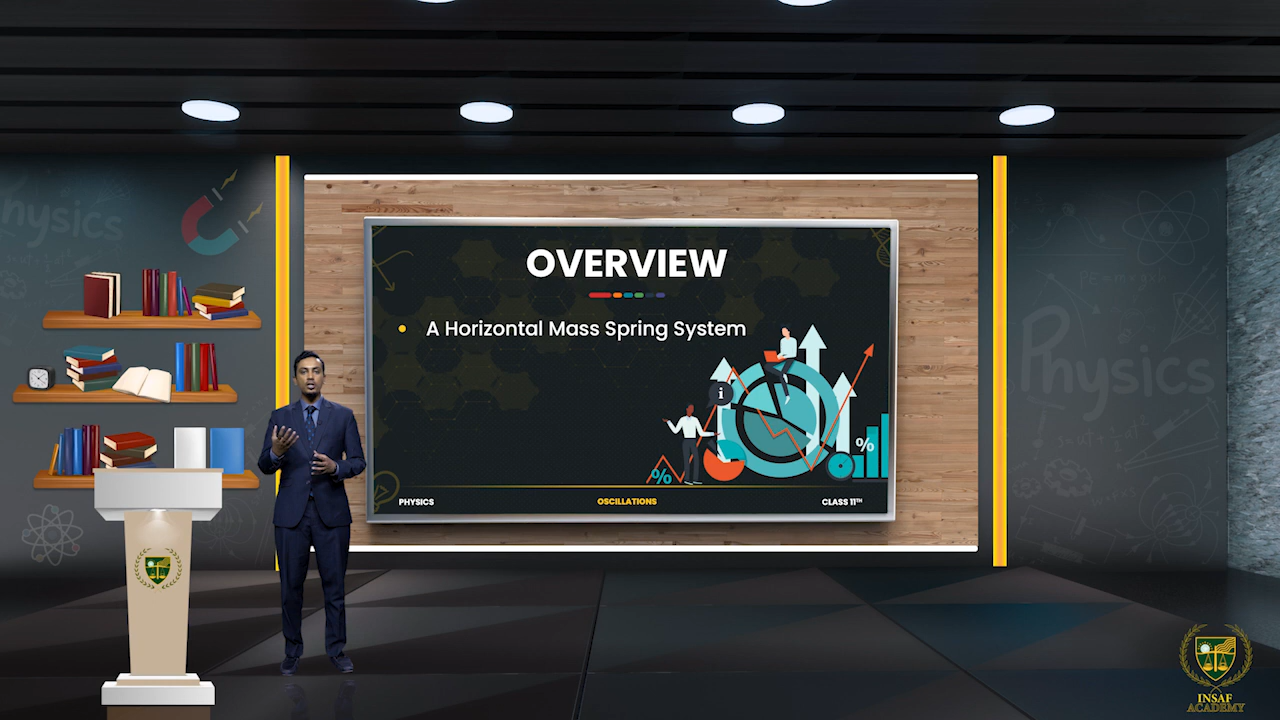 OVERVIEW
• A Horizontal Mass Spring System
i
%
%
PHYSICS
OSCILLATIONS
CLASS 11TH
Physics
Physics
INSAF
ACADEMY